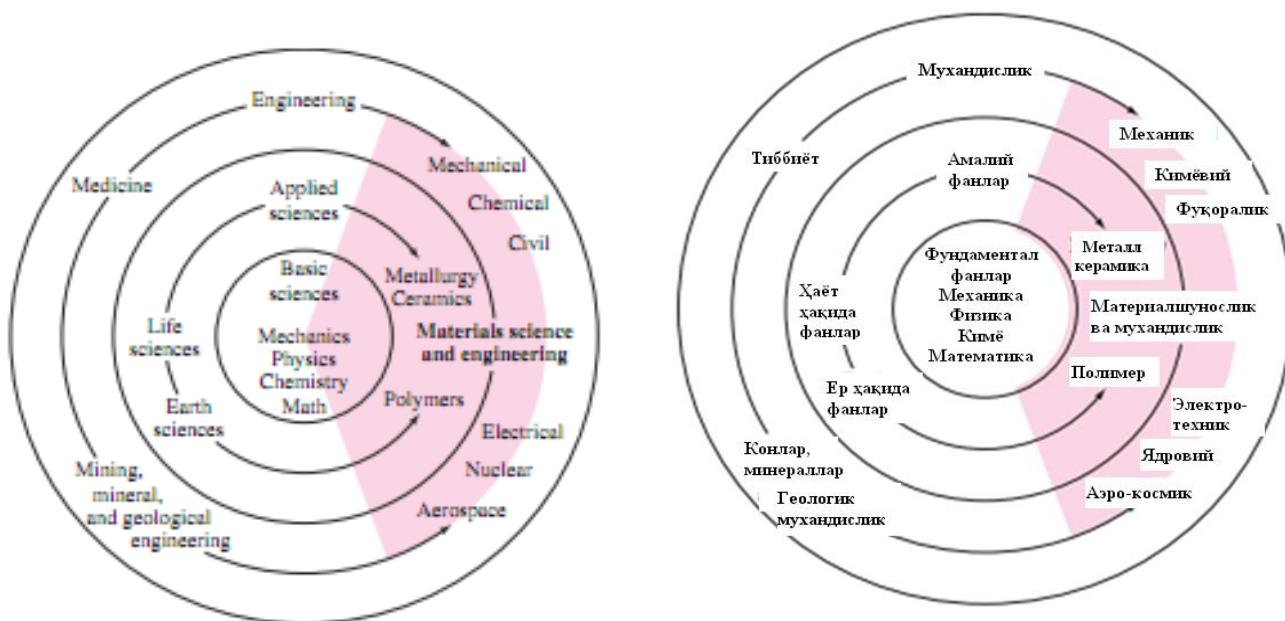 Engineering
Medicine
Mechanical
Chemical
Civil
Applied
sciences
Basic
sciences
Metallurgy
Ceramics
Life
sciences
Mechanics
Physics
Chemistry
Math
Materials science
and engineering
Polymers
Earth
sciences
Electrical
Nuclear
Aerospace
Mining,
mineral,
and geological
engineering
Мухандислик
Тиббиёт
Механик
Кимёвий
Фуқоралик
Амалий
фанлар
Фундаментал
фанлар
Механика
Физика
Кимё
Математика
Металл
керамика
Ҳаёт
ҳақида
фанлар
Материалшунослик
ва мухандислик
Полимер
Ер ҳақида
фанлар
Электро-
техник
Ядровий
Аэро-космик
Конлар,
минераллар
Геологик
мухандислик